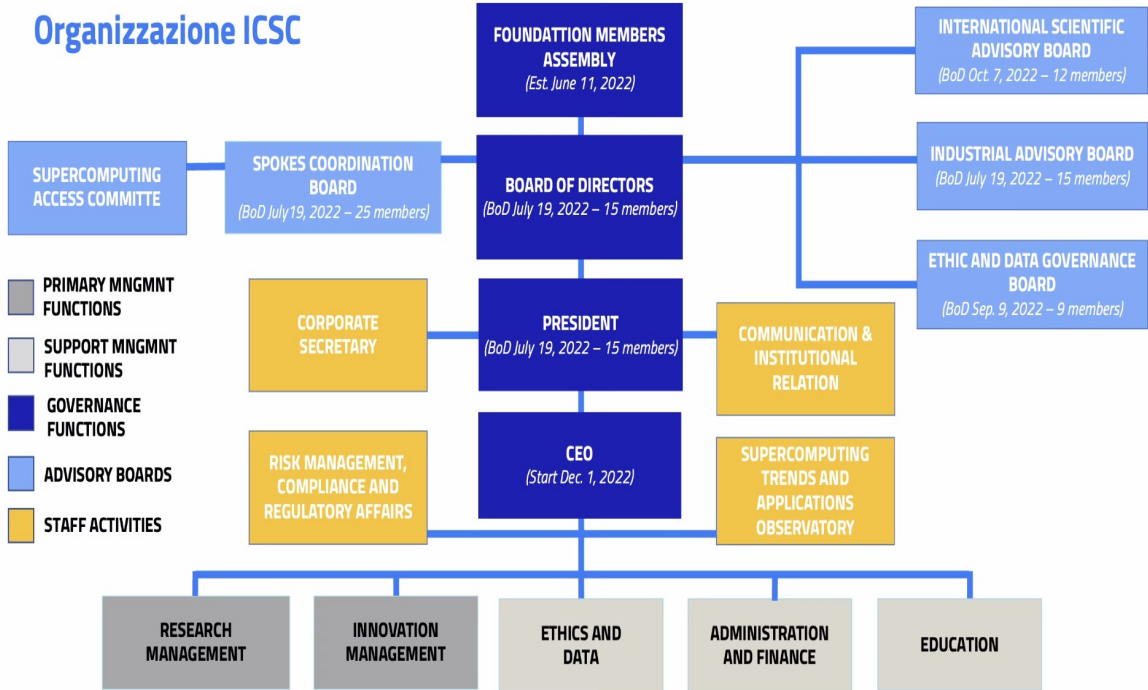 Organizzazione ICSC
FOUNDATION MEMBERS
ASSEMBLY
(Est. June 11, 2022)
INTERNATIONAL SCIENTIFIC
ADVISORY BOARD
(BoD Oct. 7, 2022 – 12 members)
SUPERCOMPUTING
ACCESS COMMITTE
SPOKES COORDINATION
BOARD
(BoD July19, 2022 – 25 members)
BOARD OF DIRECTORS
(BoD July 19, 2022 – 15 members)
INDUSTRIAL ADVISORY BOARD
(BoD July 19, 2022 – 15 members)
ETHIC AND DATA GOVERNANCE
BOARD
(BoD Sep. 9, 2022 – 9 members)
PRIMARY MNGMNT
FUNCTIONS
SUPPORT MNGMNT
FUNCTIONS
GOVERNANCE
FUNCTIONS
ADVISORY BOARDS
STAFF ACTIVITIES
CORPORATE
SECRETARY
PRESIDENT
(BoD July 19, 2022 – 15 members)
COMMUNICATION &
INSTITUTIONAL
RELATION
RISK MANAGEMENT,
COMPLIANCE AND
REGULATORY AFFAIRS
CEO
(Start Dec. 1, 2022)
SUPERCOMPUTING
TRENDS AND
APPLICATIONS
OBSERVATORY
RESEARCH
MANAGEMENT
INNOVATION
MANAGEMENT
ETHICS AND
DATA
ADMINISTRATION
AND FINANCE
EDUCATION